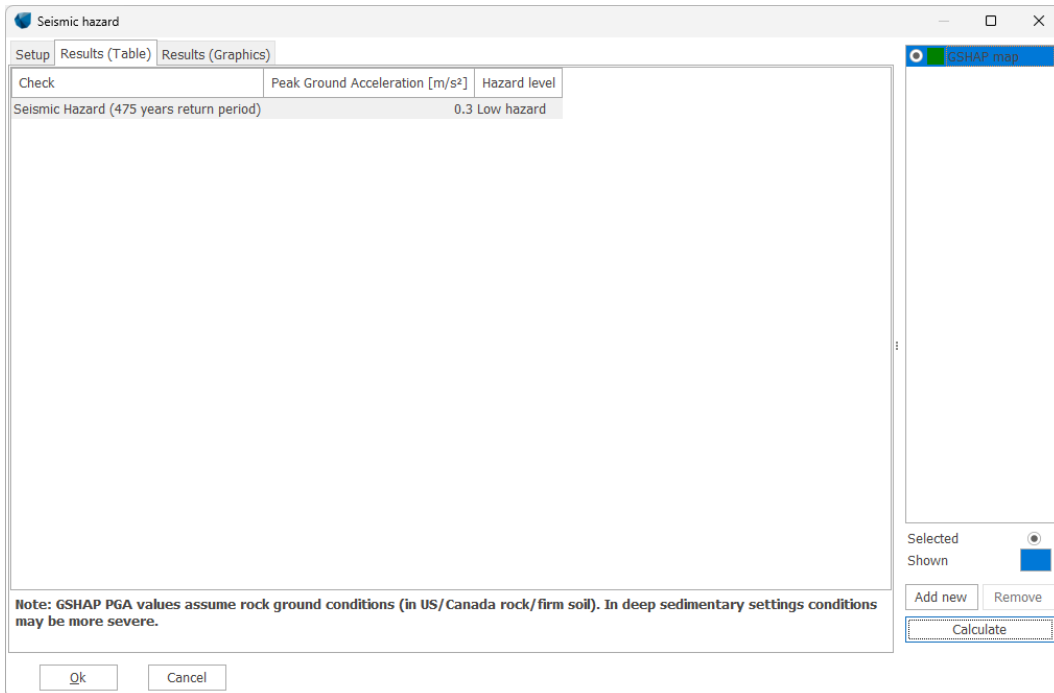 Seismic hazard
Setup Results (Table) Results (Graphics)
GSHAP map
Check Peak Ground Acceleration [m/s²] Hazard level
Seismic Hazard (475 years return period) 0.3 Low hazard
Selected
Shown
Add new Remove
Note: GSHAP PGA values assume rock ground conditions (in US/Canada rock/firm soil). In deep sedimentary settings conditions
may be more severe.
Calculate
Ok Cancel